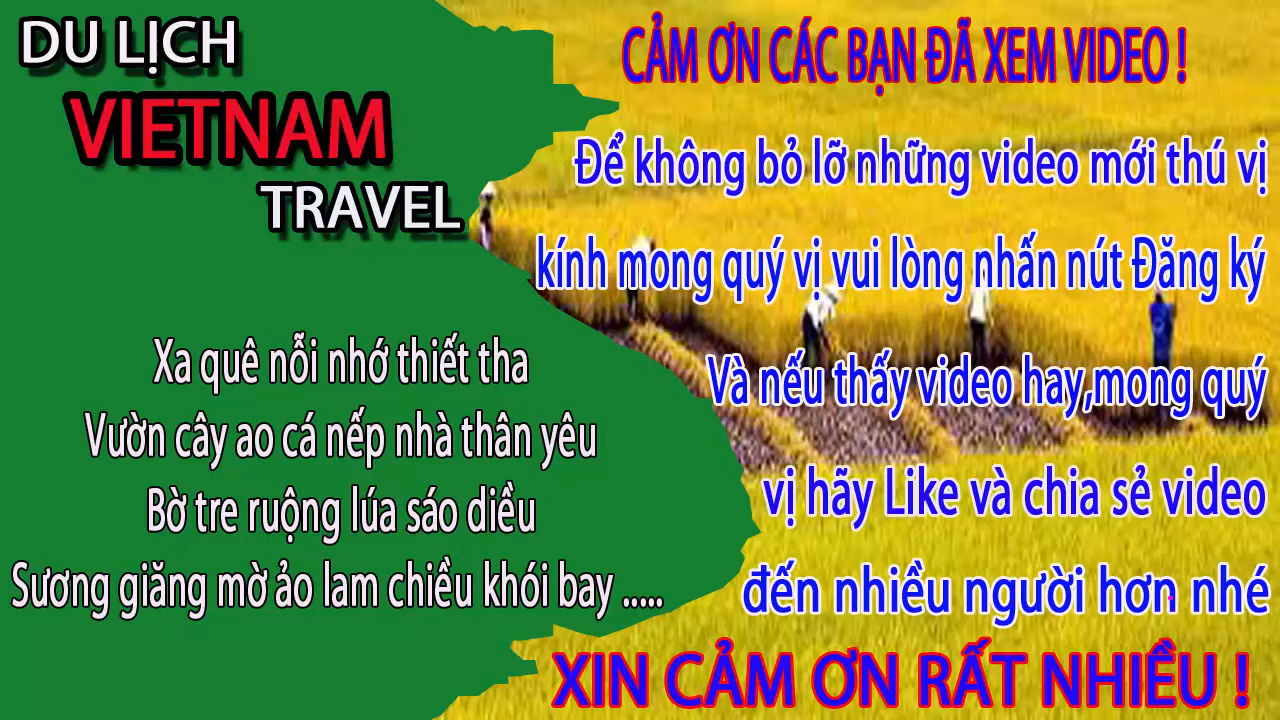 DU LỊCH
VIETNAM
TRAVEL
Xa quê nỗi nhớ thiết tha
Vườn cây ao cá nếp nhà thân yêu
Bờ tre ruộng lúa sáo diều
Sương giăng mờ ảo lam chiều khói bay .....
CẢM ƠN CÁC BẠN ĐÃ XEM VIDEO !
Để không bỏ lỡ những video mới thú vị
kính mong quý vị vui lòng nhấn nút Đăng ký
Và nếu thấy video hay,mong quý
vị hãy Like và chia sẻ video
đến nhiều người hơn nhé
XIN CẢM ƠN RẤT NHIỀU !